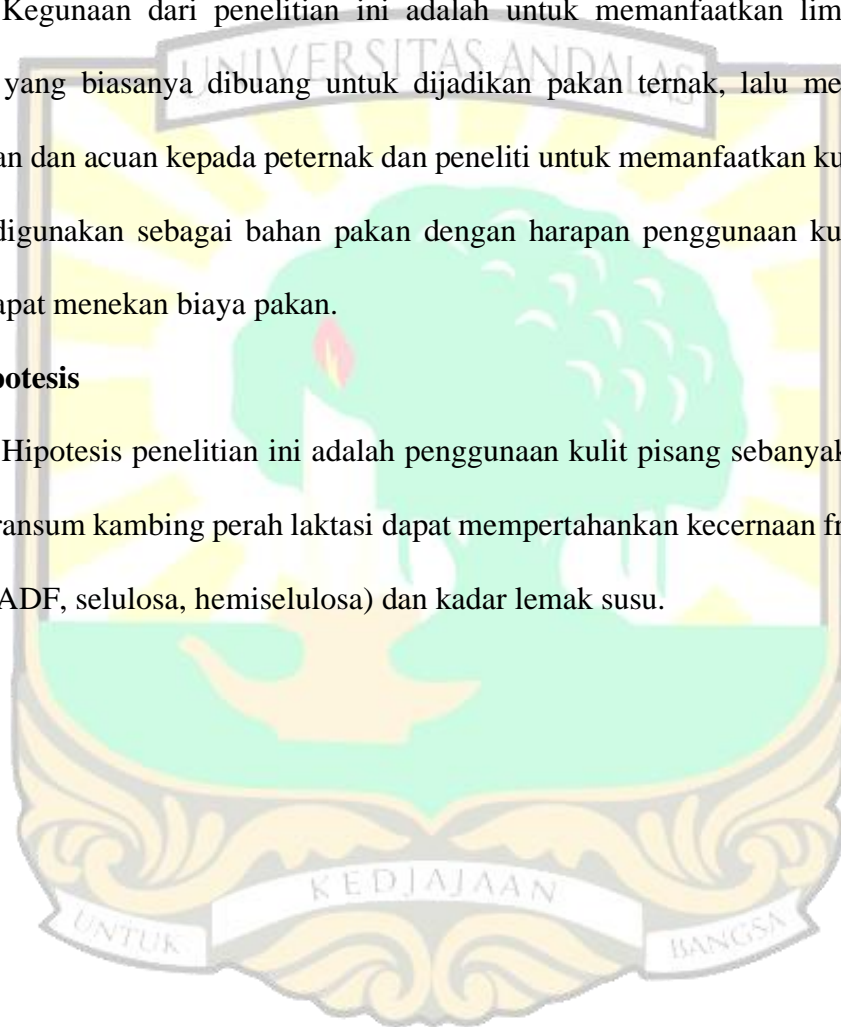 Kegunaan dari penelitian ini adalah untuk memanfaatkan lim
UNIVERSITAS ANDALAS
yang biasanya dibuang untuk dijadikan pakan ternak, lalu me
an dan acuan kepada peternak dan peneliti untuk memanfaatkan ku
digunakan sebagai bahan pakan dengan harapan penggunaan ku
apat menekan biaya pakan.
potesis
Hipotesis penelitian ini adalah penggunaan kulit pisang sebanyak
ransum kambing perah laktasi dapat mempertahankan kecernaan fr
ADF, selulosa, hemiselulosa) dan kadar lemak susu.
KEDJAJAAN
UNTUK BANGSA